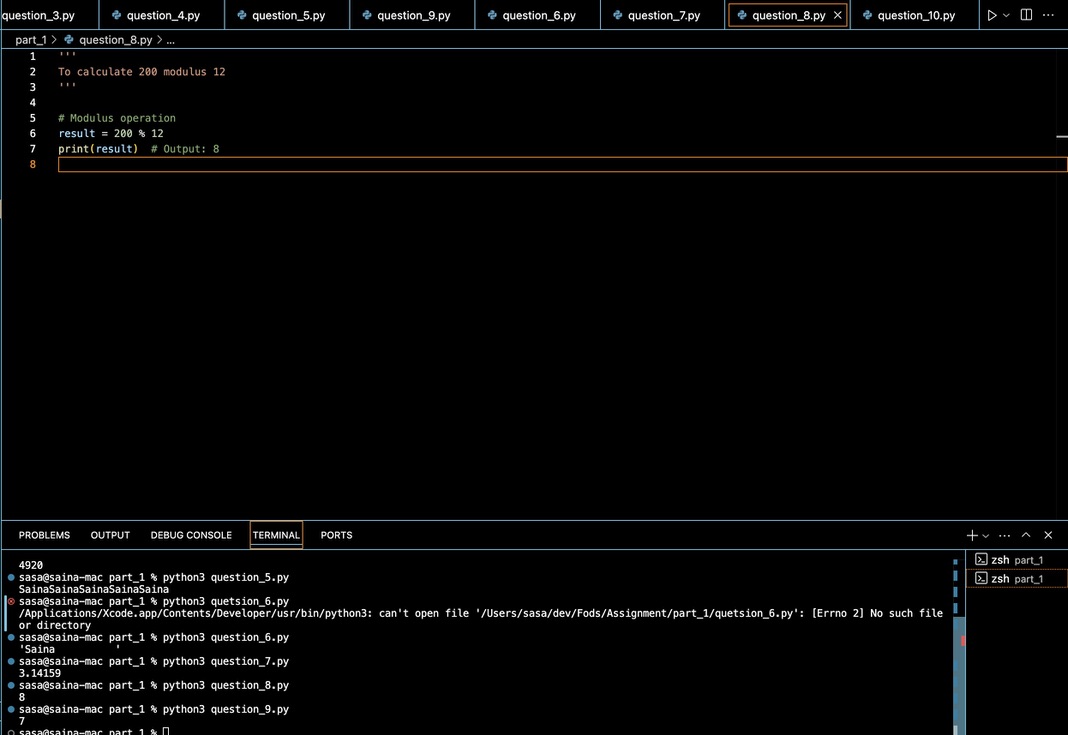 uestion_3.py question_4.py question_5.py question_9.py question_6.py question_7.py question_8.py question_10.py
part_1 > question_8.py > ...
1 '''
2 To calculate 200 modulus 12
3 '''
4
5 # Modulus operation
6 result = 200 % 12
7 print(result)  # Output: 8
8
PROBLEMS OUTPUT DEBUG CONSOLE TERMINAL PORTS
4920
sasa@saina-mac part_1 % python3 question_5.py
SainaSainaSainaSainaSaina
sasa@saina-mac part_1 % python3 quetsion_6.py
/Applications/Xcode.app/Contents/Developer/usr/bin/python3: can't open file '/Users/sasa/dev/Fods/Assignment/part_1/quetsion_6.py': [Errno 2] No such file
or directory
sasa@saina-mac part_1 % python3 question_6.py
'Saina          '
sasa@saina-mac part_1 % python3 question_7.py
3.14159
sasa@saina-mac part_1 % python3 question_8.py
8
sasa@saina-mac part_1 % python3 question_9.py
7
sasa@saina-mac part_1 %
zsh part_1
zsh part_1